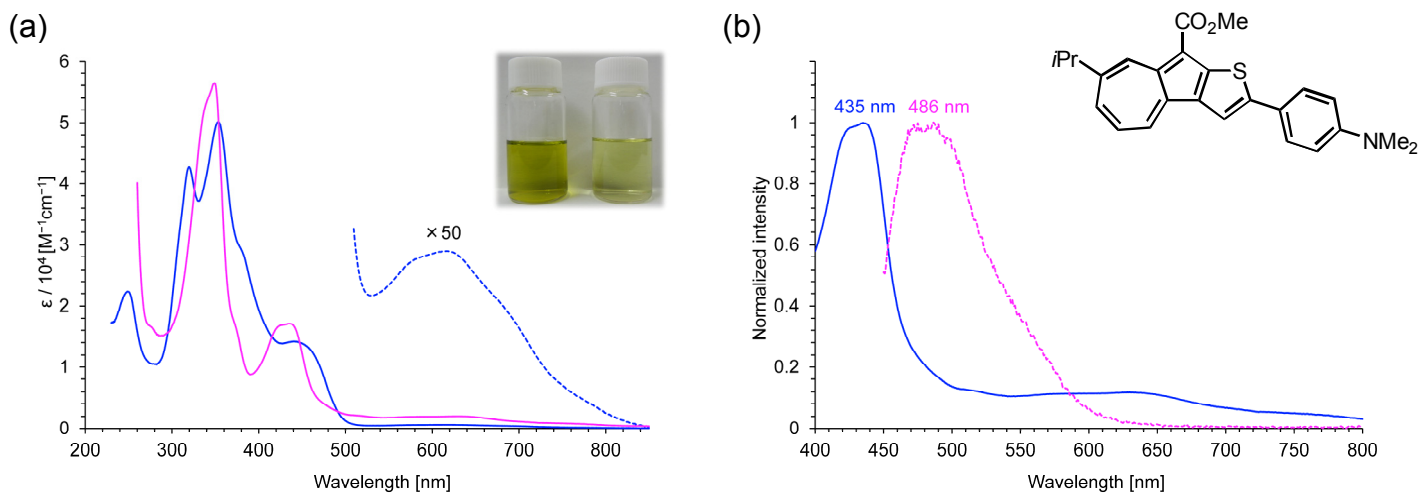 (a)
6
5
4
3
2
1
0
200 300 400 500 600 700 800
ε / 10⁴ [M⁻¹cm⁻¹]
Wavelength [nm]
× 50
(b)
435 nm 486 nm
1
0.8
0.6
0.4
0.2
0
400 450 500 550 600 650 700 750 800
Normalized intensity
Wavelength [nm]
CO₂Me
iPr
S
NMe₂